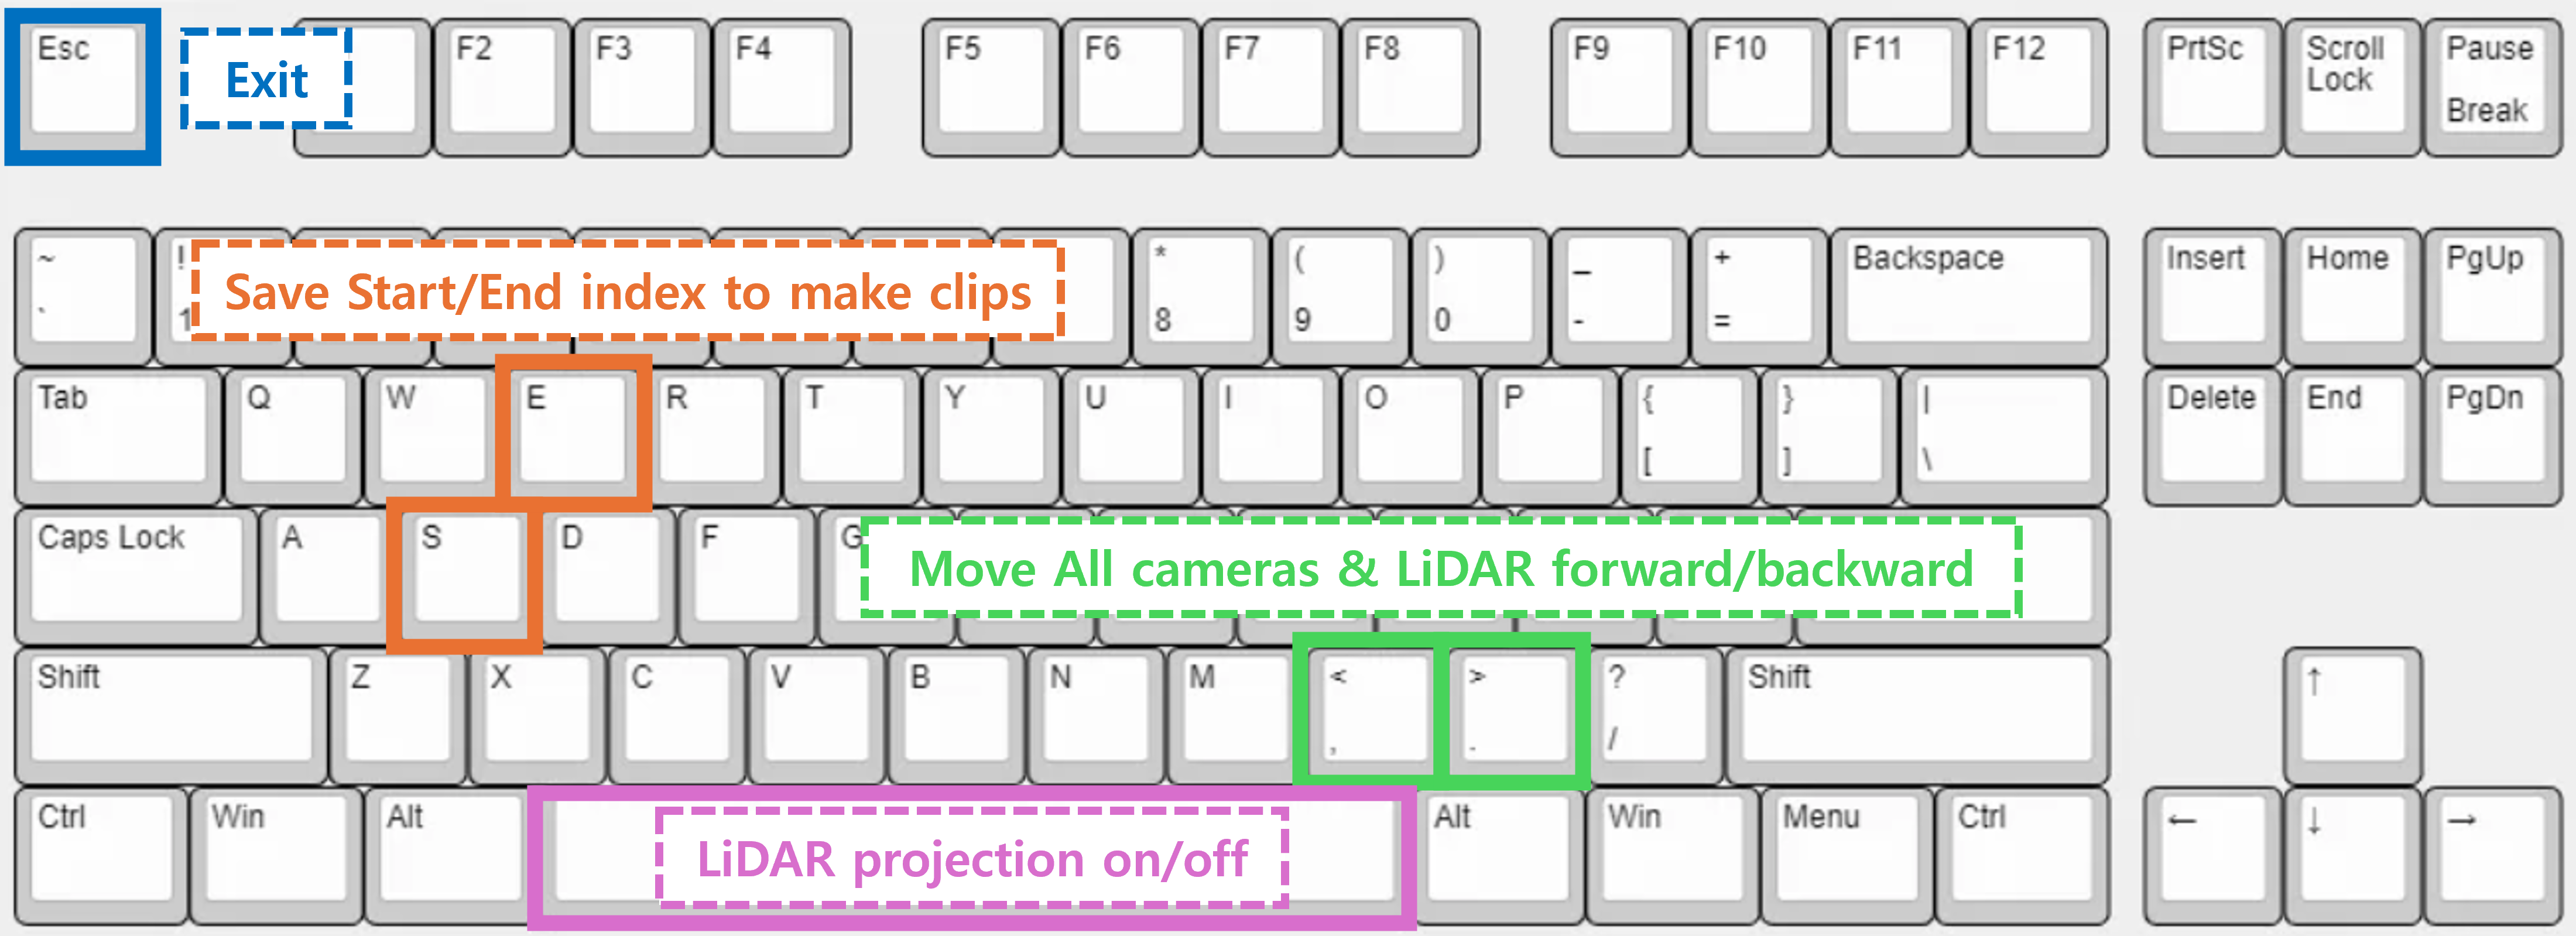 Esc
Exit
F2
F3
F4
F5
F6
F7
F8
F9
F10
F11
F12
PrtSc
Scroll
Lock
Pause
Break
~
`
!
1
Save Start/End index to make clips
*
8
(
9
)
0
_
-
+
=
Backspace
Insert
Home
PgUp
Tab
Q
W
E
R
T
Y
U
I
O
P
{
[
}
]
|
\
Delete
End
PgDn
Caps Lock
A
S
D
F
G
Move All cameras & LiDAR forward/backward
Shift
Z
X
C
V
B
N
M
<
,
>
.
?
/
Shift
↑
Ctrl
Win
Alt
LiDAR projection on/off
Alt
Win
Menu
Ctrl
←
↓
→